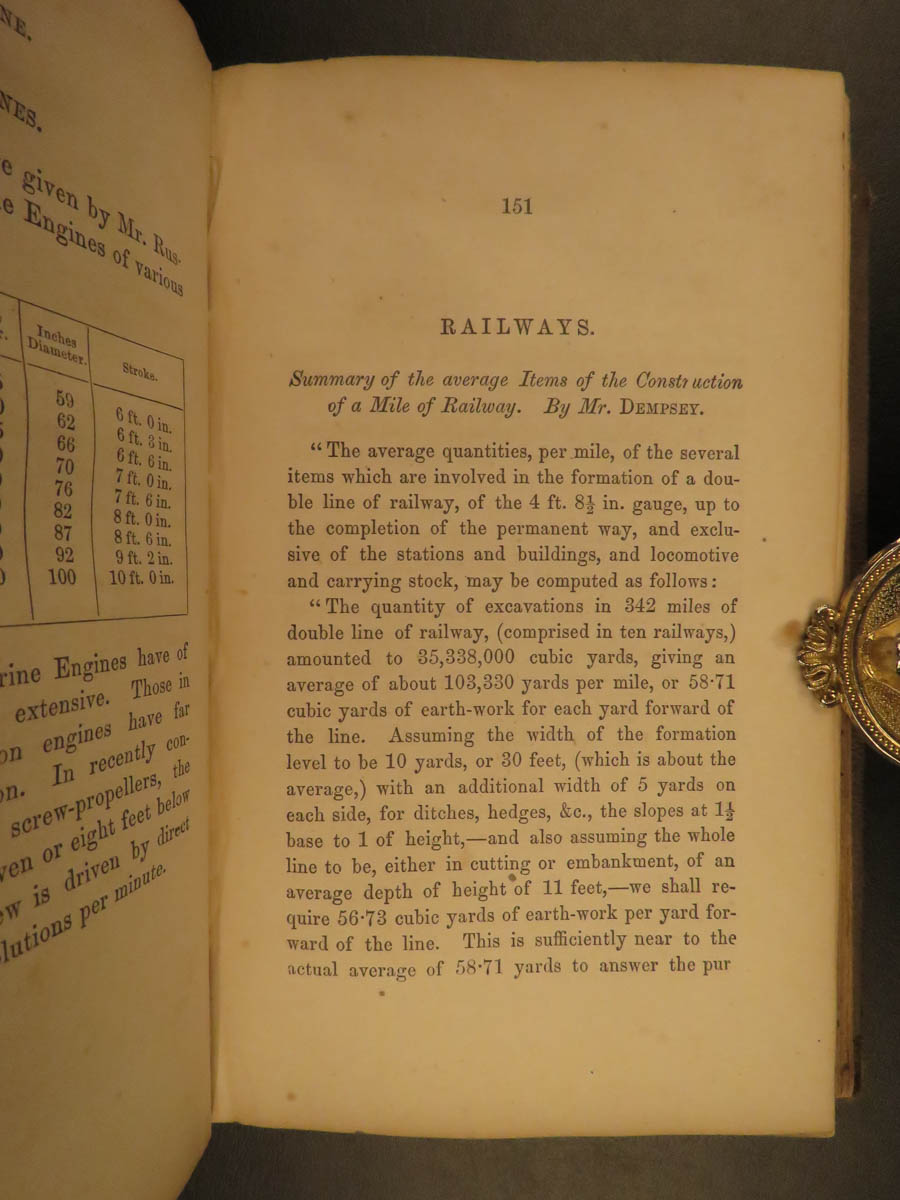 NE.
NES.
e given by Mr. Rus-
e Engines of various
Inches
Diameter.
Stroke.
59
6 ft. 0 in.
62
6 ft. 3 in.
66
6 ft. 6 in.
70
7 ft. 0 in.
76
7 ft. 6 in.
82
8 ft. 0 in.
87
8 ft. 6 in.
92
9 ft. 2 in.
100
10 ft. 0 in.
rine Engines have of
extensive. Those in
on engines have far
on. In recently con-
screw-propellers, the
ven or eight feet below
ew is driven by direct
lutions per minute.
151
RAILWAYS.
Summary of the average Items of the Construction
of a Mile of Railway. By Mr. DEMPSEY.
“The average quantities, per mile, of the several
items which are involved in the formation of a dou-
ble line of railway, of the 4 ft. 8½ in. gauge, up to
the completion of the permanent way, and exclu-
sive of the stations and buildings, and locomotive
and carrying stock, may be computed as follows:
“The quantity of excavations in 342 miles of
double line of railway, (comprised in ten railways,)
amounted to 35,338,000 cubic yards, giving an
average of about 103,330 yards per mile, or 58·71
cubic yards of earth-work for each yard forward of
the line. Assuming the width of the formation
level to be 10 yards, or 30 feet, (which is about the
average,) with an additional width of 5 yards on
each side, for ditches, hedges, &c., the slopes at 1½
base to 1 of height,—and also assuming the whole
line to be, either in cutting or embankment, of an
average depth of height of 11 feet,—we shall re-
quire 56·73 cubic yards of earth-work per yard for-
ward of the line. This is sufficiently near to the
actual average of 58·71 yards to answer the pur